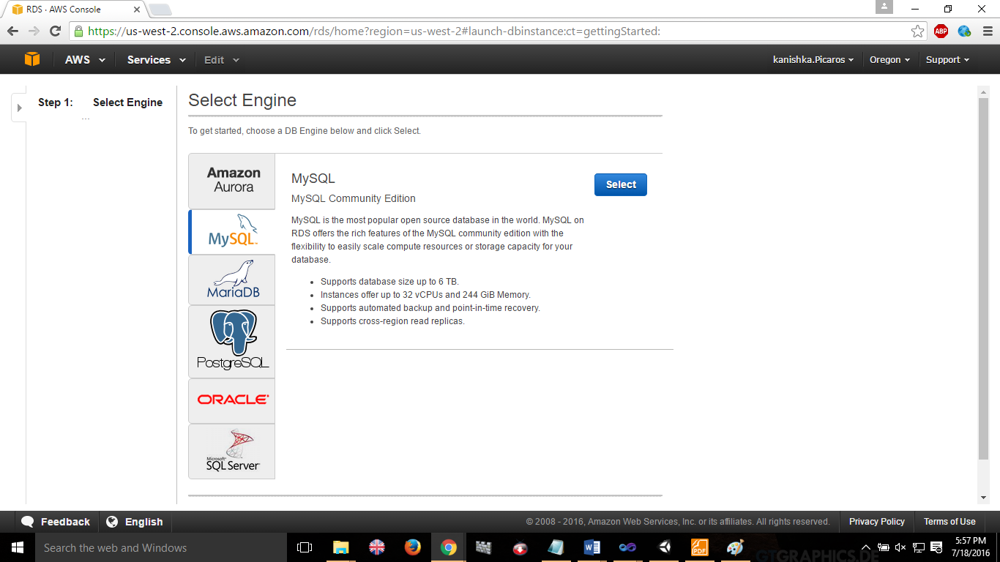 RDS · AWS Console
https://us-west-2.console.aws.amazon.com/rds/home?region=us-west-2#launch-dbinstance:ct=gettingStarted:
ABP
AWS Services Edit kanishka.Picaros Oregon Support
Step 1: Select Engine
...
Select Engine
To get started, choose a DB Engine below and click Select.
Amazon
Aurora
MySQL
MariaDB
PostgreSQL
ORACLE
Microsoft
SQL Server
MySQL
Select
MySQL Community Edition
MySQL is the most popular open source database in the world. MySQL on
RDS offers the rich features of the MySQL community edition with the
flexibility to easily scale compute resources or storage capacity for your
database.
• Supports database size up to 6 TB.
• Instances offer up to 32 vCPUs and 244 GiB Memory.
• Supports automated backup and point-in-time recovery.
• Supports cross-region read replicas.
Feedback English © 2008 - 2016, Amazon Web Services, Inc. or its affiliates. All rights reserved. Privacy Policy Terms of Use
Search the web and Windows
PDF
GTGRAPHICS.DE
5:57 PM
7/18/2016